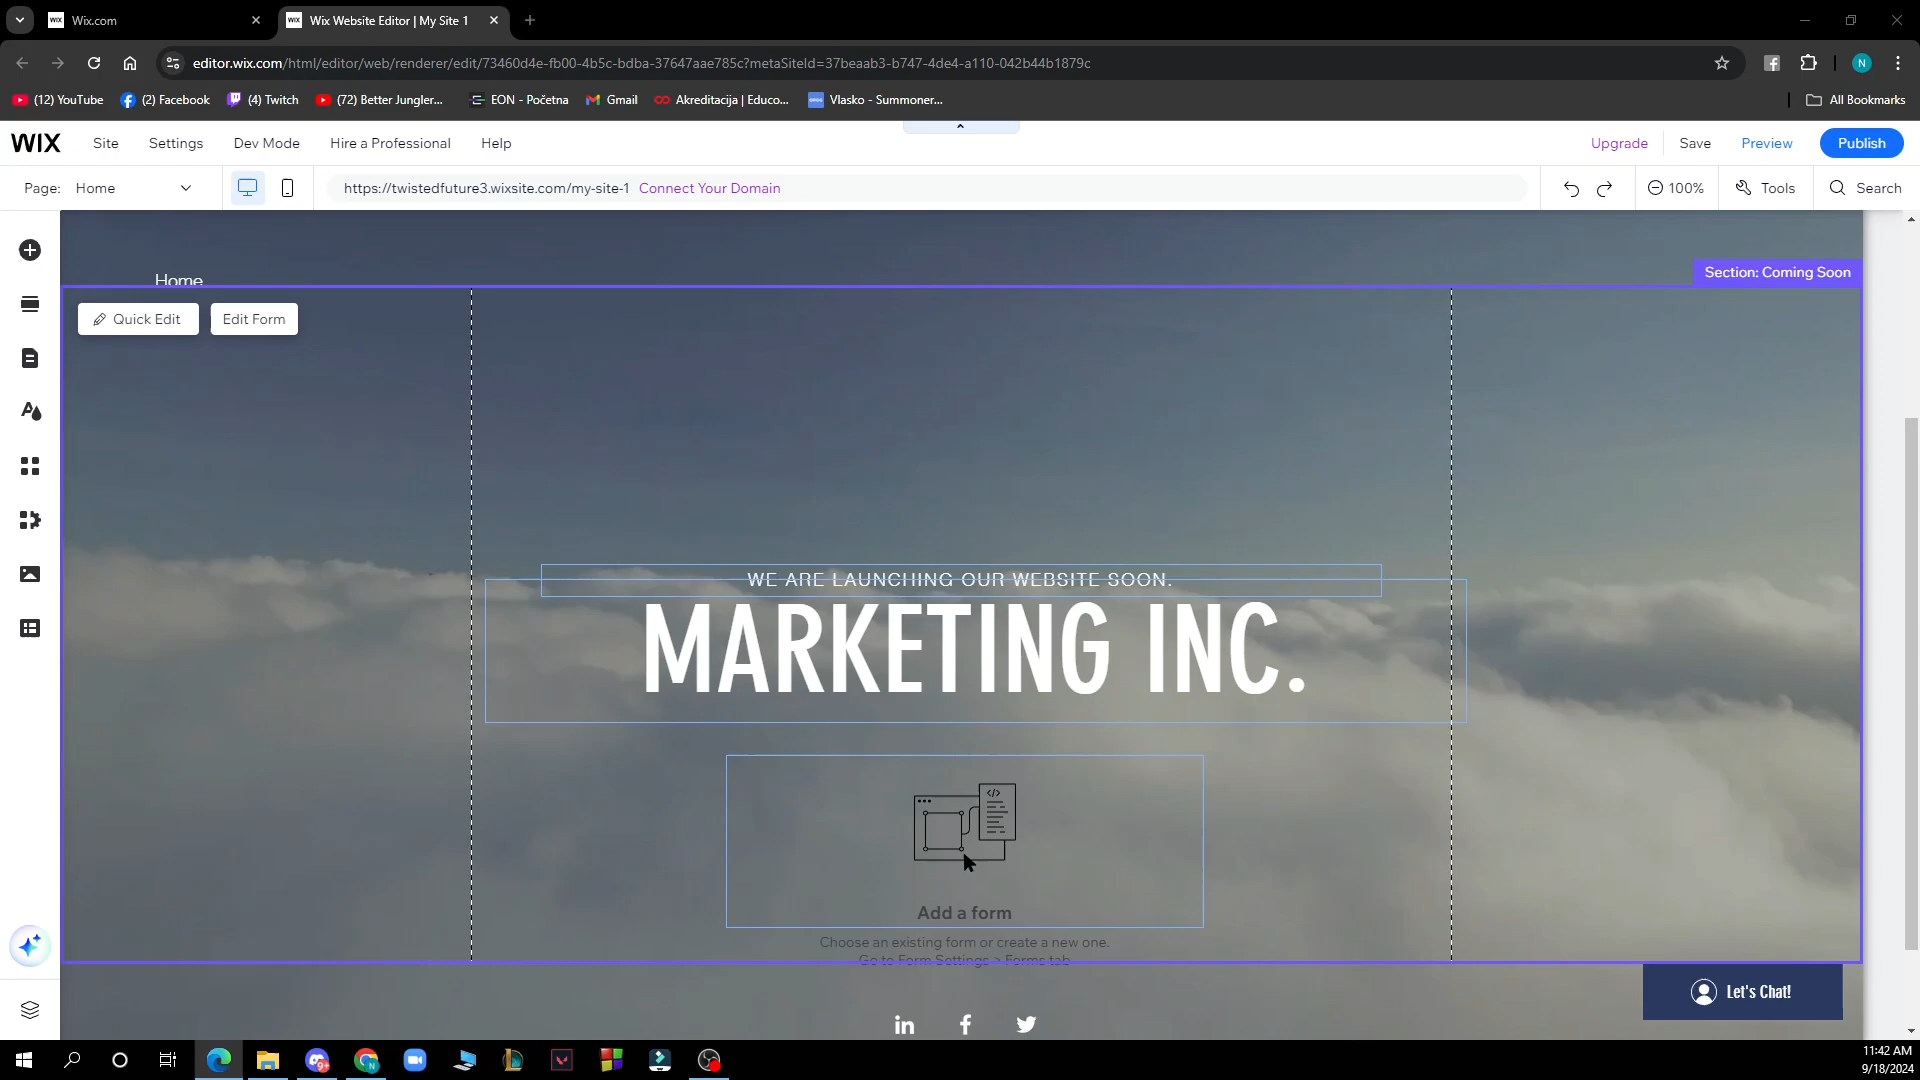 Wix.com
Wix Website Editor | My Site 1
editor.wix.com/html/editor/web/renderer/edit/73460d4e-fb00-4b5c-bdba-37647aae785c?metaSiteId=37beaab3-b747-4de4-a110-042b44b1879c
N
(12) YouTube
(2) Facebook
(4) Twitch
(72) Better Jungler...
EON - Početna
Gmail
Akreditacija | Educo...
Vlasko - Summoner...
All Bookmarks
WIX
Site
Settings
Dev Mode
Hire a Professional
Help
Upgrade
Save
Preview
Publish
Page: Home
https://twistedfuture3.wixsite.com/my-site-1 Connect Your Domain
100%
Tools
Search
Home
Section: Coming Soon
Quick Edit
Edit Form
WE ARE LAUNCHING OUR WEBSITE SOON.
MARKETING INC.
Add a form
Choose an existing form or create a new one.
Go to Form Settings > Forms tab
Let's Chat!
11:42 AM
9/18/2024